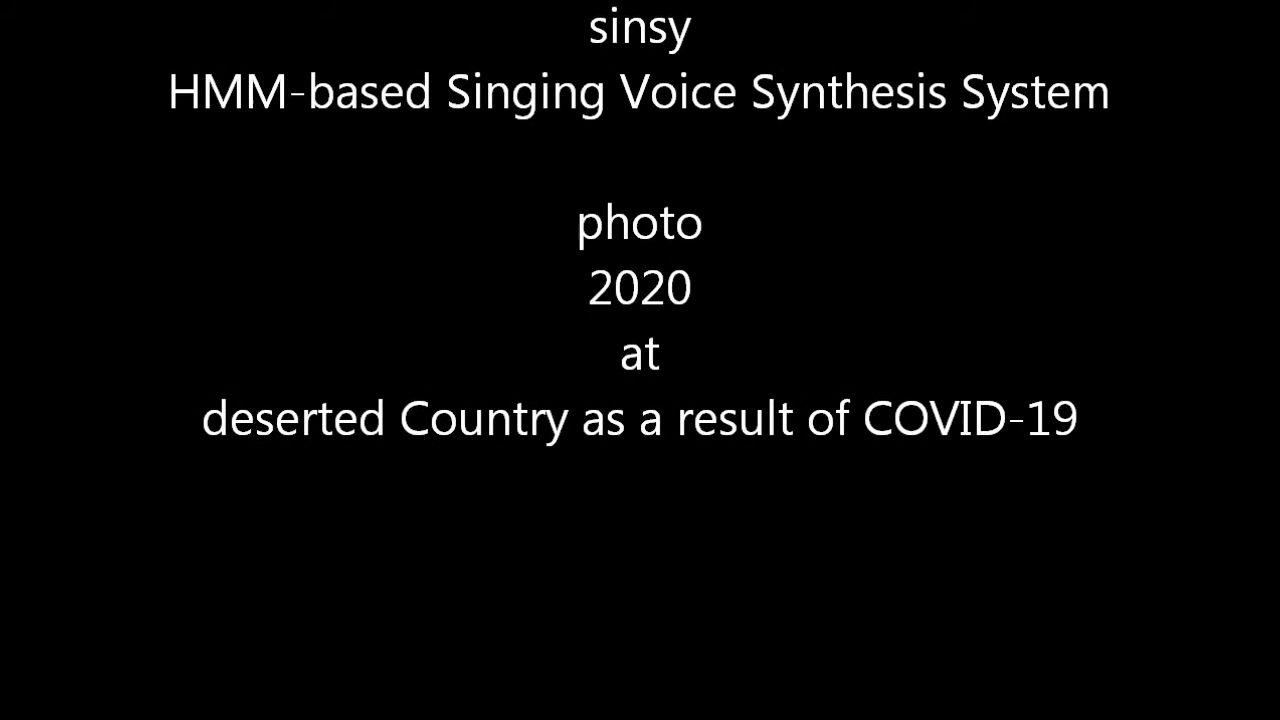 sinsy
HMM-based Singing Voice Synthesis System
photo
2020
at
deserted Country as a result of COVID-19